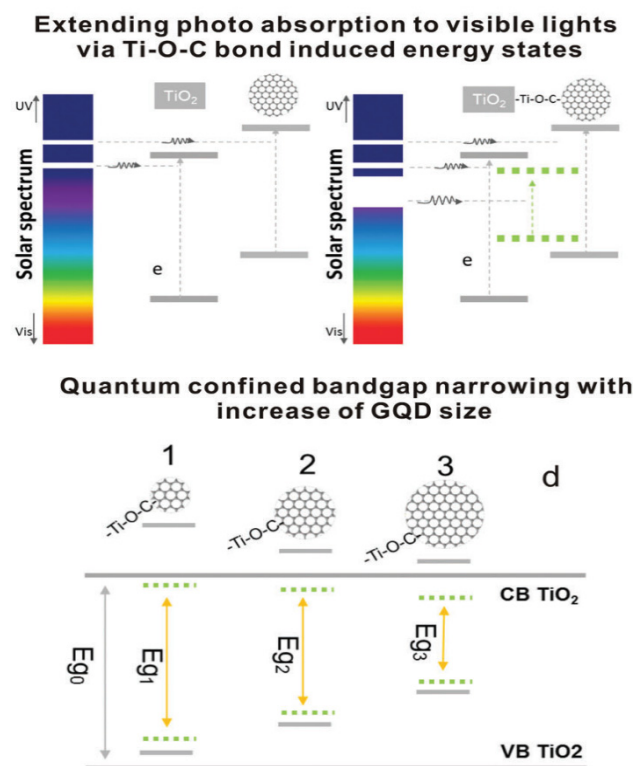 Extending photo absorption to visible lights
via Ti-O-C bond induced energy states
UV
Solar spectrum
Vis
TiO₂
e
UV
Solar spectrum
Vis
TiO₂ -Ti-O-C-
e
Quantum confined bandgap narrowing with
increase of GQD size
1
2
3
d
-Ti-O-C-
-Ti-O-C-
-Ti-O-C-
CB TiO₂
Eg₀
Eg₁
Eg₂
Eg₃
VB TiO2